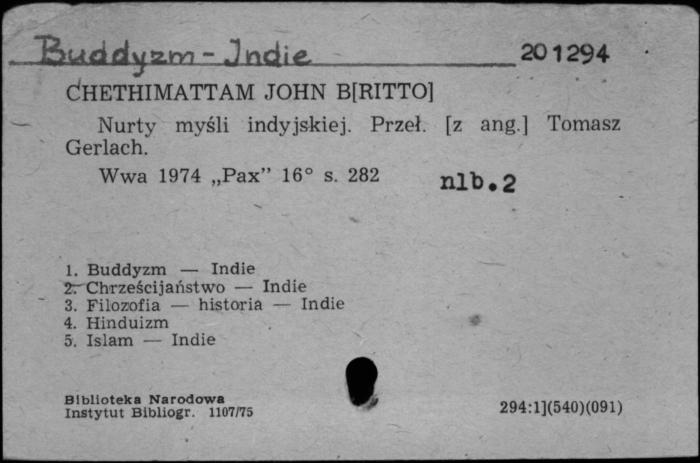 Buddyzm - Indie 201294
CHETHIMATTAM JOHN B[RITTO]
Nurty myśli indyjskiej. Przeł. [z ang.] Tomasz
Gerlach.
Wwa 1974 „Pax” 16° s. 282 nlb.2
1. Buddyzm — Indie
2. Chrześcijaństwo — Indie
3. Filozofia — historia — Indie
4. Hinduizm
5. Islam — Indie
Biblioteka Narodowa
Instytut Bibliogr. 1107/75 294:1](540)(091)